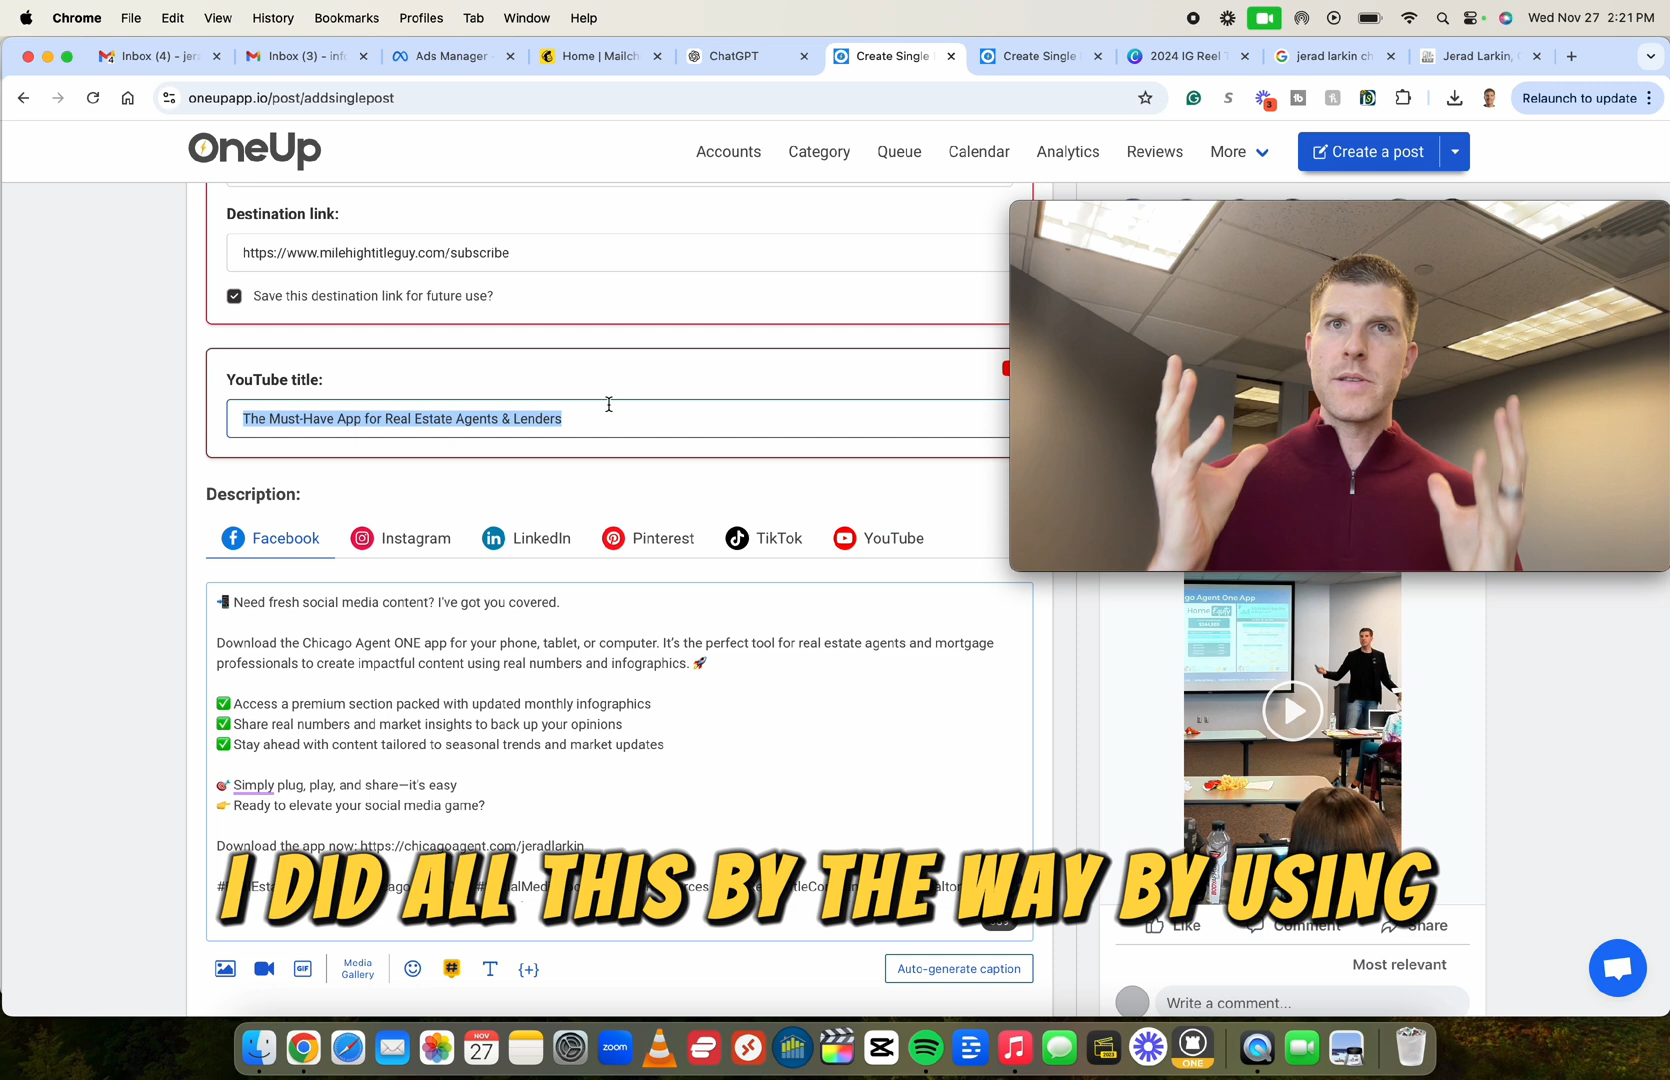 Chrome File Edit View History Bookmarks Profiles Tab Window Help Wed Nov 27 2:21 PM
Inbox (4) - jera Inbox (3) - info Ads Manager - Home | Mailch ChatGPT Create Single Create Single 2024 IG Reel T jerad larkin ch Jerad Larkin,
oneupapp.io/post/addsinglepost 3 Relaunch to update
OneUp Accounts Category Queue Calendar Analytics Reviews More Create a post
Destination link:
https://www.milehightitleguy.com/subscribe
Save this destination link for future use?
YouTube title:
The Must-Have App for Real Estate Agents & Lenders
Description:
Facebook Instagram LinkedIn Pinterest TikTok YouTube
📲 Need fresh social media content? I've got you covered.
Download the Chicago Agent ONE app for your phone, tablet, or computer. It's the perfect tool for real estate agents and mortgage
professionals to create impactful content using real numbers and infographics. 🚀
✅ Access a premium section packed with updated monthly infographics
✅ Share real numbers and market insights to back up your opinions
✅ Stay ahead with content tailored to seasonal trends and market updates
🎯 Simply plug, play, and share—it's easy
👉 Ready to elevate your social media game?
Download the app now: https://chicagoagent.com/jeradlarkin
I DID ALL THIS BY THE WAY BY USING
Like Comment Share
Media
Gallery
GIF
Auto-generate caption
Most relevant
Write a comment...
NOV
27
zoom
ONE